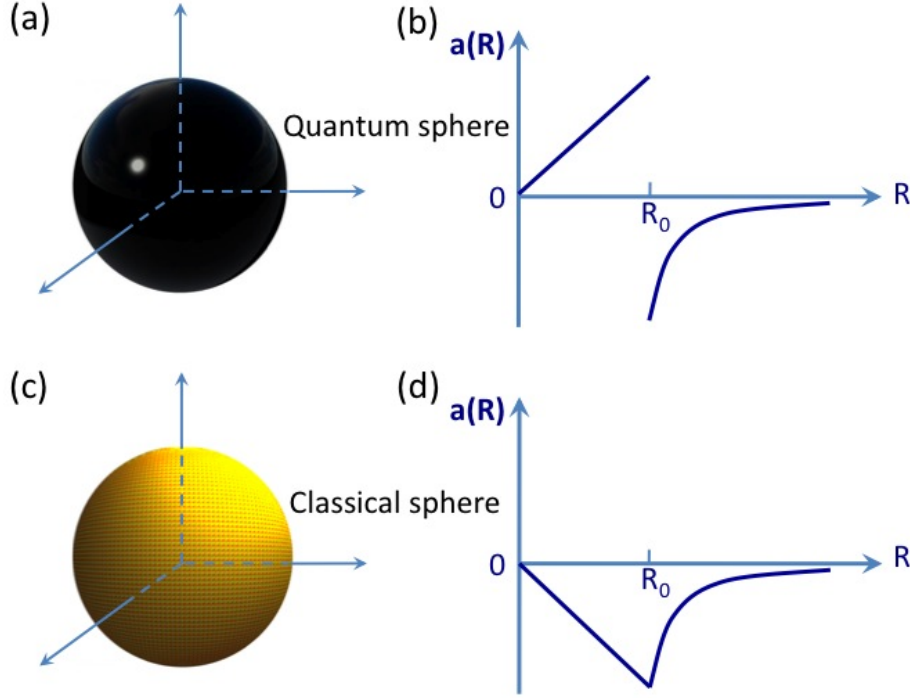 (a)
(b)
a(R)
Quantum sphere
0
R₀
R
(c)
(d)
a(R)
Classical sphere
0
R₀
R